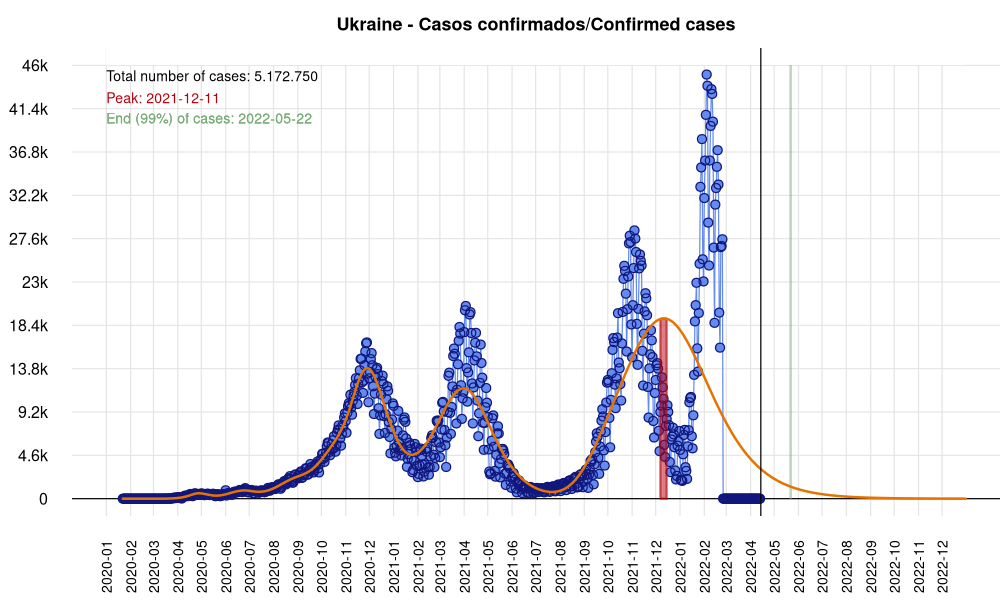 Ukraine - Casos confirmados/Confirmed cases
Total number of cases: 5.172.750
Peak: 2021-12-11
End (99%) of cases: 2022-05-22
46k
41.4k
36.8k
32.2k
27.6k
23k
18.4k
13.8k
9.2k
4.6k
0
2020-01
2020-02
2020-03
2020-04
2020-05
2020-06
2020-07
2020-08
2020-09
2020-10
2020-11
2020-12
2021-01
2021-02
2021-03
2021-04
2021-05
2021-06
2021-07
2021-08
2021-09
2021-10
2021-11
2021-12
2022-01
2022-02
2022-03
2022-04
2022-05
2022-06
2022-07
2022-08
2022-09
2022-10
2022-11
2022-12